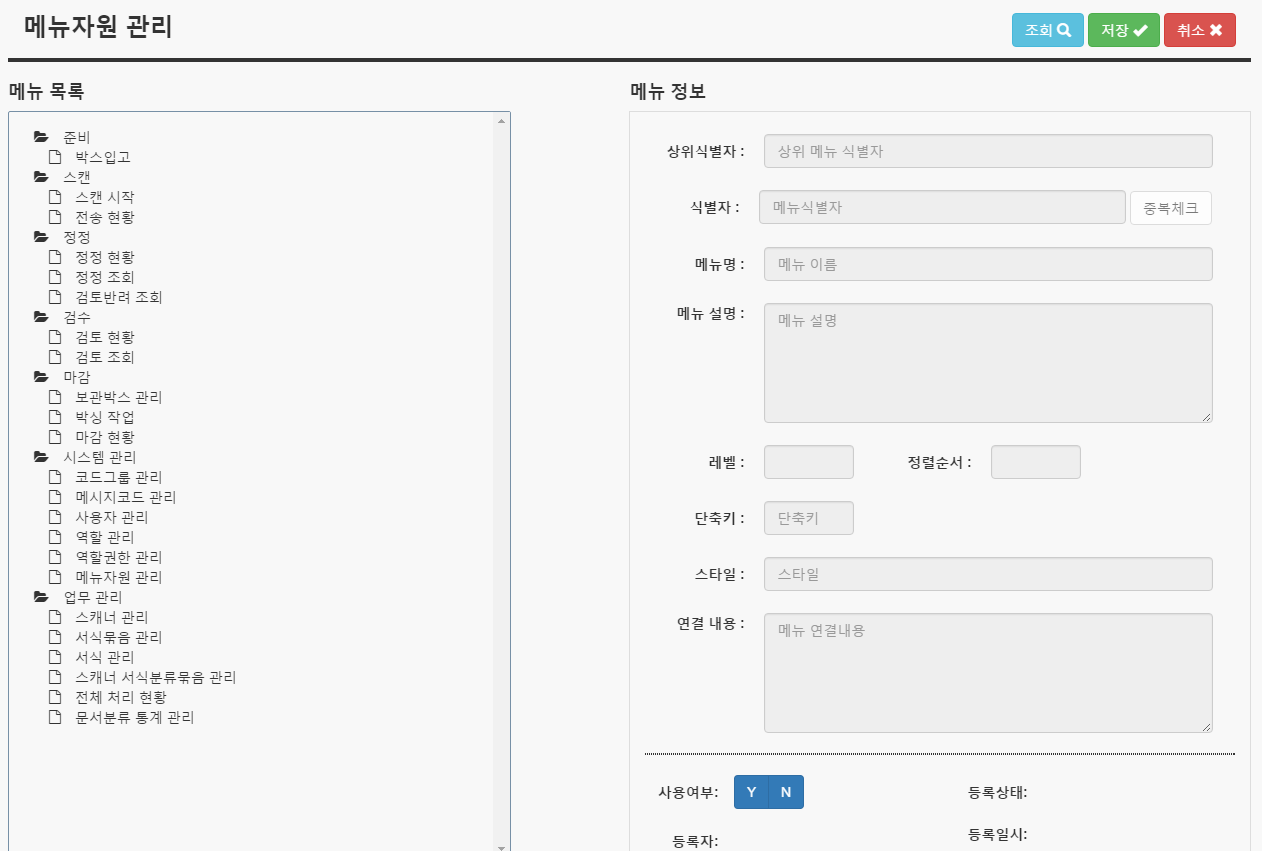 메뉴자원 관리
조회
저장
취소
메뉴 목록
준비
박스입고
스캔
스캔 시작
전송 현황
정정
정정 현황
정정 조회
검토반려 조회
검수
검토 현황
검토 조회
마감
보관박스 관리
박싱 작업
마감 현황
시스템 관리
코드그룹 관리
메시지코드 관리
사용자 관리
역할 관리
역할권한 관리
메뉴자원 관리
업무 관리
스캐너 관리
서식묶음 관리
서식 관리
스캐너 서식분류묶음 관리
전체 처리 현황
문서분류 통계 관리
메뉴 정보
상위식별자 : 상위 메뉴 식별자
식별자 : 메뉴식별자 중복체크
메뉴명 : 메뉴 이름
메뉴 설명 : 메뉴 설명
레벨 : 정렬순서 :
단축키 : 단축키
스타일 : 스타일
연결 내용 : 메뉴 연결내용
사용여부: Y N 등록상태:
등록자: 등록일시: